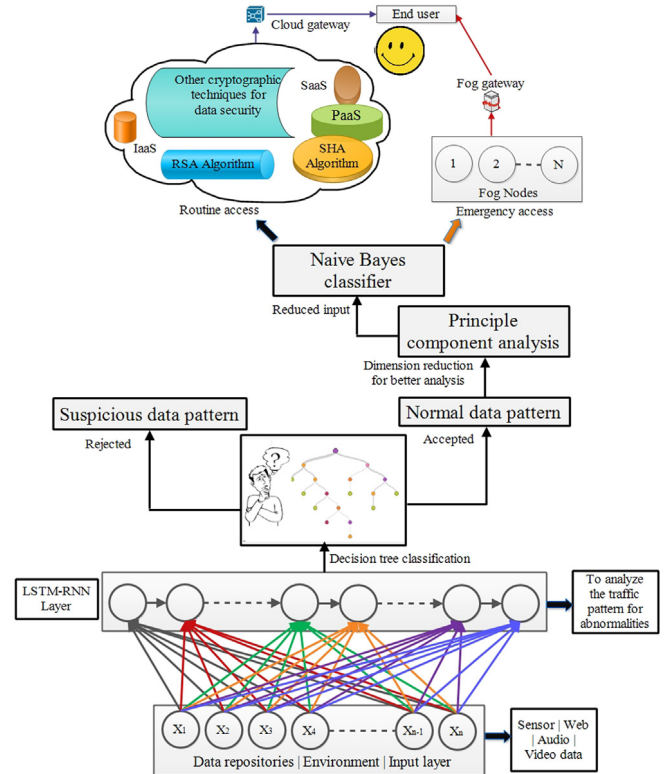 Cloud gateway
End user
Other cryptographic
techniques for
data security
SaaS
PaaS
IaaS
RSA Algorithm
SHA
Algorithm
Fog gateway
1
2
N
Fog Nodes
Routine access
Emergency access
Naive Bayes
classifier
Reduced input
Principle
component analysis
Dimension reduction
for better analysis
Suspicious data pattern
Normal data pattern
Rejected
Accepted
?
Decision tree classification
LSTM-RNN
Layer
To analyze
the traffic
pattern for
abnormalities
X1
X2
X3
X4
Xn-1
Xn
Data repositories | Environment | Input layer
Sensor | Web
| Audio |
Video data